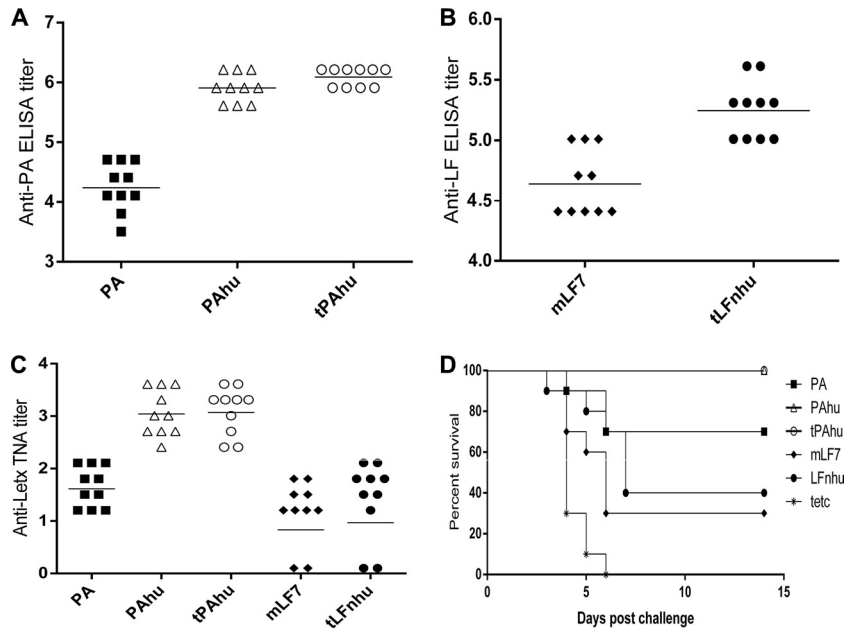 A
Anti-PA ELISA titer
7
6
5
4
3
PA
PAhu
tPAhu
B
Anti-LF ELISA titer
6.0
5.5
5.0
4.5
4.0
mLF7
tLFnhu
C
Anti-Letx TNA titer
4
3
2
1
0
PA
PAhu
tPAhu
mLF7
tLFnhu
D
Percent survival
100
80
60
40
20
0
0 5 10 15
Days post challenge
PA
PAhu
tPAhu
mLF7
LFnhu
tetc